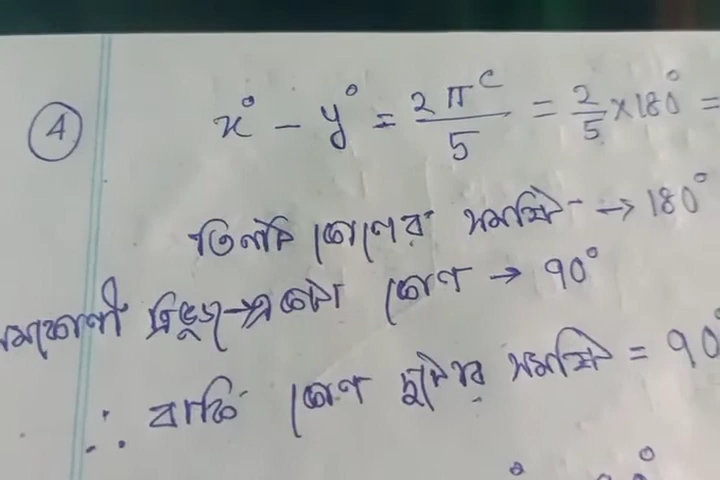 4 x° - y° = 2π^c/5 = 2/5 × 180° =
তিনটি কোণের সমষ্টি → 180°
সমকোণী ত্রিভুজ → একটা কোণ → 90°
∴ বাকি কোণ দুটির সমষ্টি = 90°